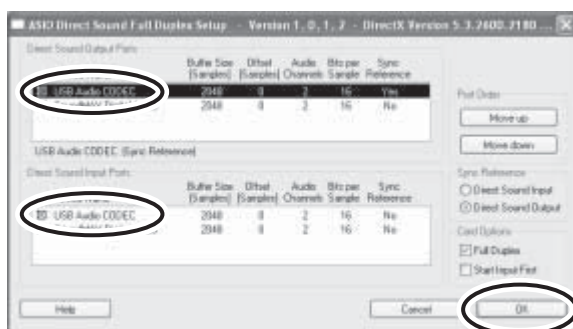 ASIO Direct Sound Full Duplex Setup - Version 1. 0. 1. 2 - DirectX Version 5.3.2600.2180 ...
Direct Sound Output Ports
Buffer Size [Samples] Offset [Samples] Audio Channels Bits per Sample Sync Reference
USB Audio CODEC 2048 0 2 16 Yes
2048 0 2 16 No
USB Audio CODEC (Sync Reference)
Direct Sound Input Ports
Buffer Size [Samples] Offset [Samples] Audio Channels Bits per Sample Sync Reference
USB Audio CODEC 2048 0 2 16 No
2048 0 2 16 No
Port Order
Move up
Move down
Sync Reference
Direct Sound Input
Direct Sound Output
Card Options
Full Duplex
Start Input First
Help
Cancel
OK